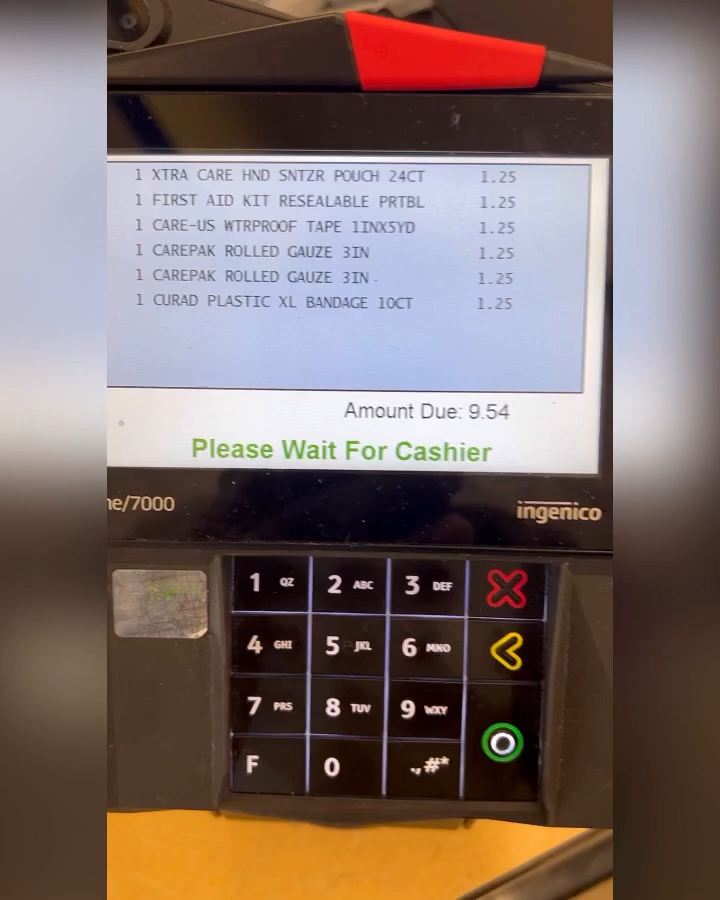 1 XTRA CARE HND SNTZR POUCH 24CT 1.25
1 FIRST AID KIT RESEALABLE PRTBL 1.25
1 CARE-US WTRPROOF TAPE 1INX5YD 1.25
1 CAREPAK ROLLED GAUZE 3IN 1.25
1 CAREPAK ROLLED GAUZE 3IN 1.25
1 CURAD PLASTIC XL BANDAGE 10CT 1.25
Amount Due: 9.54
Please Wait For Cashier
ne/7000 ingenico
1 QZ 2 ABC 3 DEF
4 GHI 5 JKL 6 MNO
7 PRS 8 TUV 9 WXY
F 0 .,#*